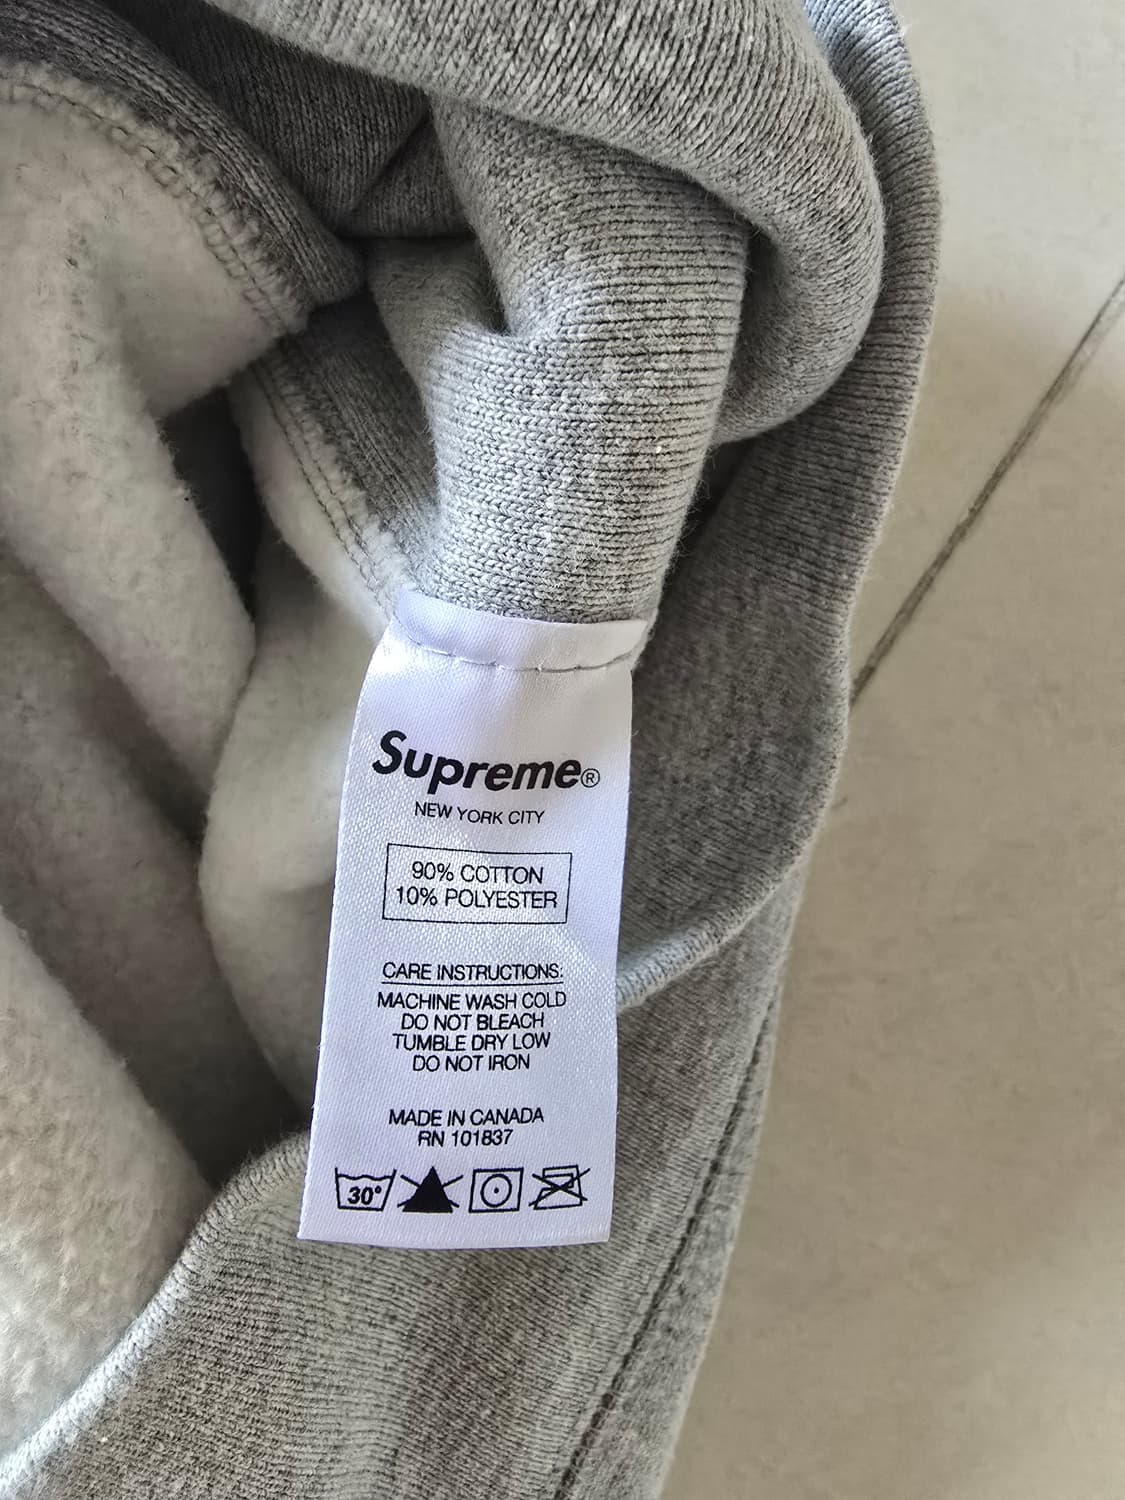 Supreme®
NEW YORK CITY
90% COTTON
10% POLYESTER
CARE INSTRUCTIONS:
MACHINE WASH COLD
DO NOT BLEACH
TUMBLE DRY LOW
DO NOT IRON
MADE IN CANADA
RN 101837
30°